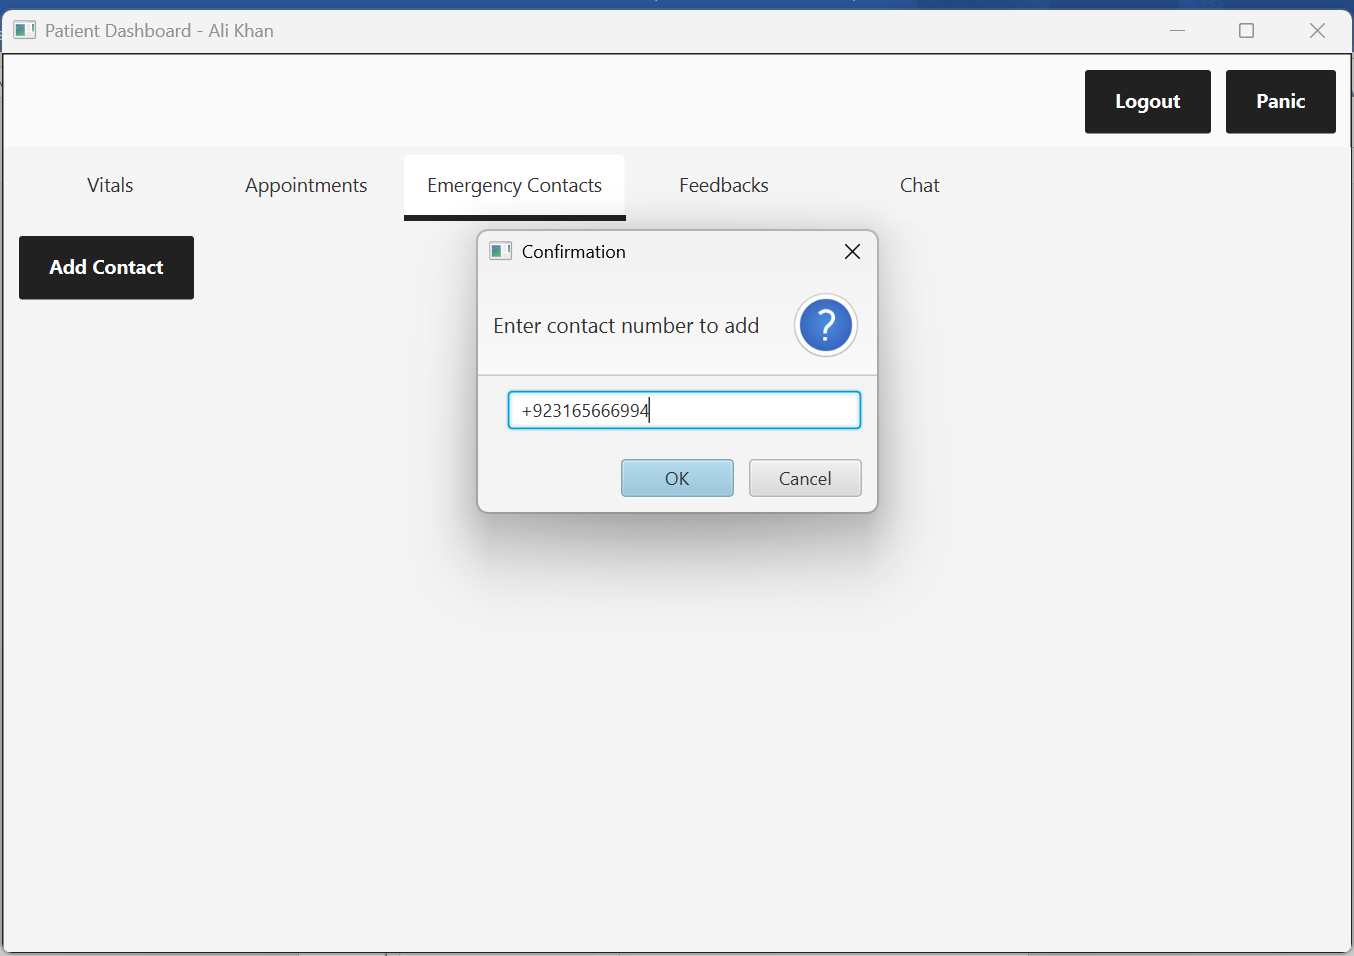 Patient Dashboard - Ali Khan
Logout
Panic
Vitals
Appointments
Emergency Contacts
Feedbacks
Chat
Add Contact
Confirmation
Enter contact number to add
?
+923165666994
OK
Cancel